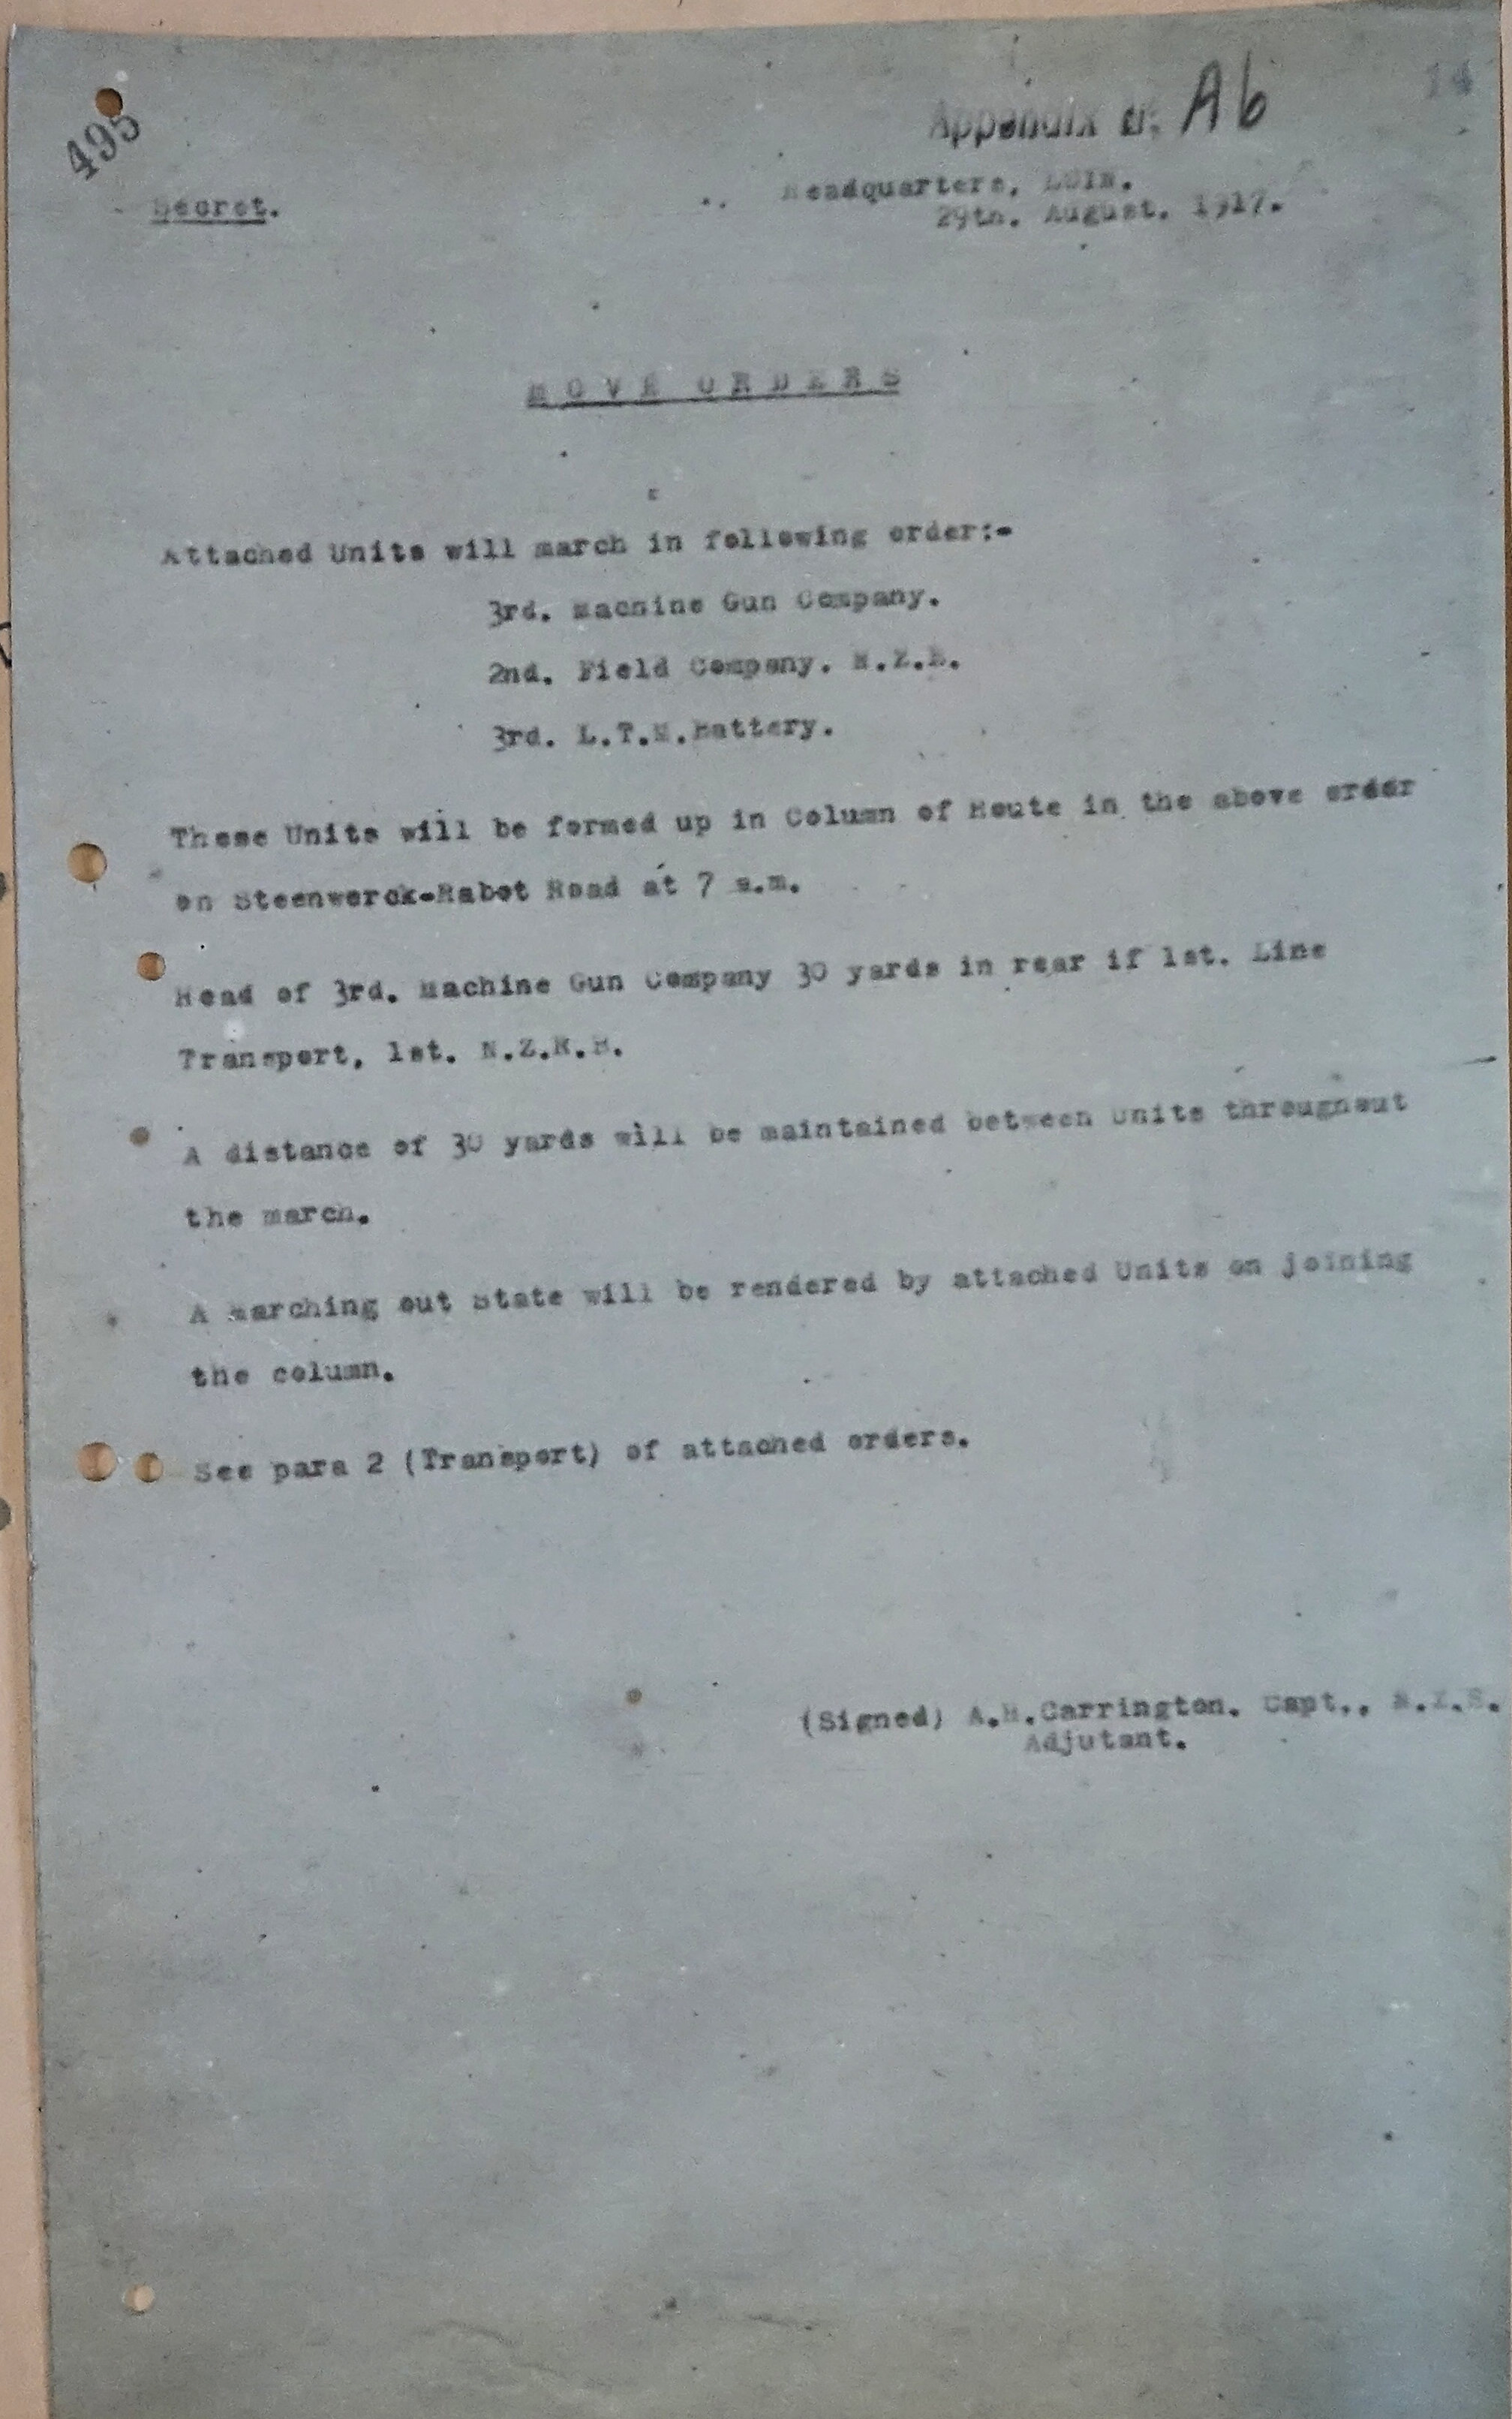 495
14
Appendix A6
Secret.
Headquarters, LUIN.
29th. August. 1917.
MOVE ORDERS
Attached Units will march in following order:-
3rd. Machine Gun Company.
2nd. Field Company. N.Z.E.
3rd. L.T.M.Battery.
These Units will be formed up in Column of Route in the above order
on Steenwerck-Rabot Road at 7 a.m.
Head of 3rd. Machine Gun Company 30 yards in rear if 1st. Line
Transport, 1st. N.Z.R.B.
A distance of 30 yards will be maintained between Units throughout
the march.
A marching out State will be rendered by attached Units on joining
the column.
See para 2 (Transport) of attached orders.
(Signed) A.H.Carrington. Capt.,
Adjutant.